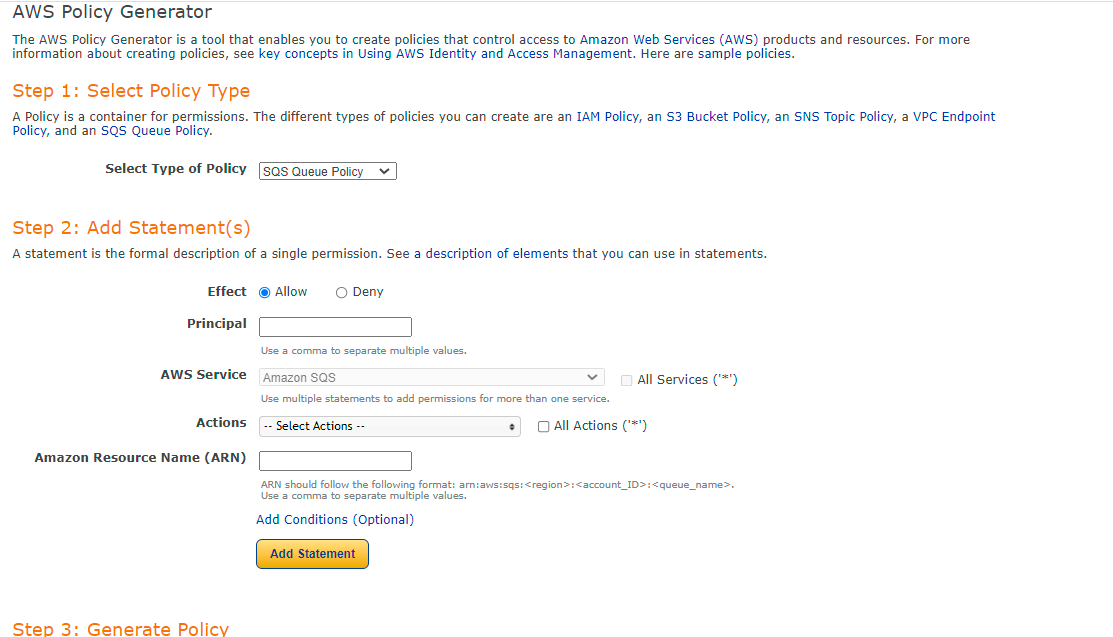 AWS Policy Generator
The AWS Policy Generator is a tool that enables you to create policies that control access to Amazon Web Services (AWS) products and resources. For more
information about creating policies, see key concepts in Using AWS Identity and Access Management. Here are sample policies.
Step 1: Select Policy Type
A Policy is a container for permissions. The different types of policies you can create are an IAM Policy, an S3 Bucket Policy, an SNS Topic Policy, a VPC Endpoint
Policy, and an SQS Queue Policy.
Select Type of Policy SQS Queue Policy
Step 2: Add Statement(s)
A statement is the formal description of a single permission. See a description of elements that you can use in statements.
Effect Allow Deny
Principal
Use a comma to separate multiple values.
AWS Service Amazon SQS All Services ('*')
Use multiple statements to add permissions for more than one service.
Actions -- Select Actions -- All Actions ('*')
Amazon Resource Name (ARN)
ARN should follow the following format: arn:aws:sqs:<region>:<account_ID>:<queue_name>.
Use a comma to separate multiple values.
Add Conditions (Optional)
Add Statement
Step 3: Generate Policy